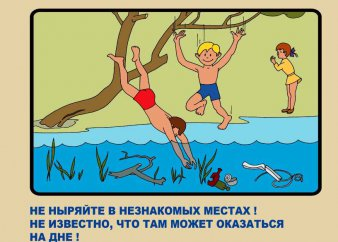 НЕ НЫРЯЙТЕ В НЕЗНАКОМЫХ МЕСТАХ !
НЕ ИЗВЕСТНО, ЧТО ТАМ МОЖЕТ ОКАЗАТЬСЯ
НА ДНЕ !